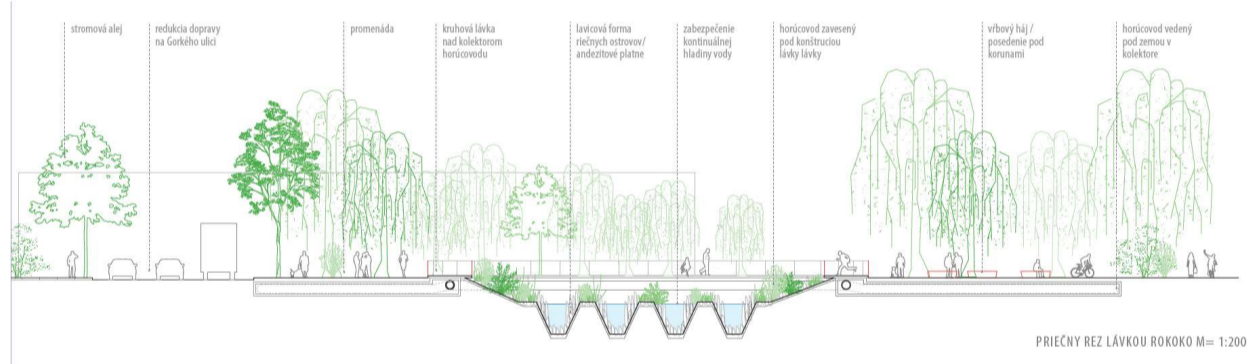 stromová alej
redukcia dopravy
na Gorkého ulici
promenáda
kruhová lávka
nad kolektorom
horúcovodu
lavicová forma
riečnych ostrovov/
andezitové platne
zabezpečenie
kontinuálnej
hladiny vody
horúcovod zavesený
pod konštruciou
lávky lávky
vŕbový háj /
posedenie pod
korunami
horúcovod vedený
pod zemou v
kolektore
PRIEČNY REZ LÁVKOU ROKOKO M= 1:200